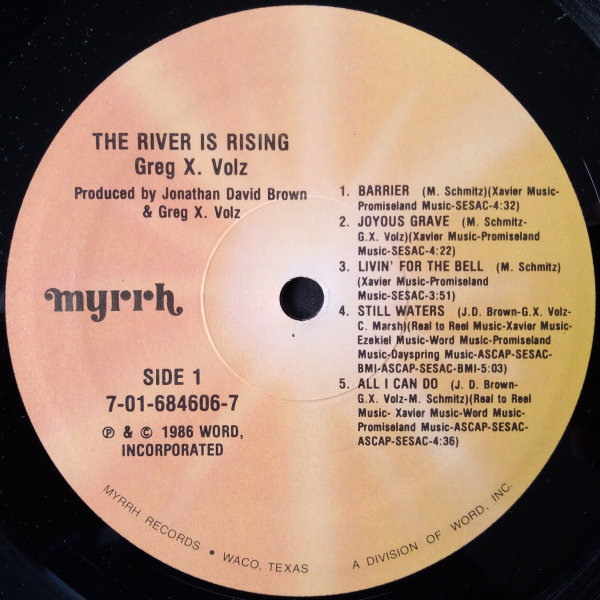 THE RIVER IS RISING
Greg X. Volz
Produced by Jonathan David Brown
& Greg X. Volz
myrrh
SIDE 1
7-01-684606-7
℗ & © 1986 WORD,
INCORPORATED
1. BARRIER (M. Schmitz)(Xavier Music-
Promiseland Music-SESAC-4:32)
2. JOYOUS GRAVE (M. Schmitz-
G.X. Volz)(Xavier Music-Promiseland
Music-SESAC-4:22)
3. LIVIN' FOR THE BELL (M. Schmitz)
(Xavier Music-Promiseland
Music-SESAC-3:51)
4. STILL WATERS (J.D. Brown-G.X. Volz-
C. Marsh)(Real to Reel Music-Xavier Music-
Ezekiel Music-Word Music-Promiseland
Music-Dayspring Music-ASCAP-SESAC-
BMI-ASCAP-SESAC-BMI-5:03)
5. ALL I CAN DO (J. D. Brown-
G.X. Volz-M. Schmitz)(Real to Reel
Music- Xavier Music-Word Music-
Promiseland Music-ASCAP-SESAC-
ASCAP-SESAC-4:36)
MYRRH RECORDS • WACO, TEXAS A DIVISION OF WORD, INC.